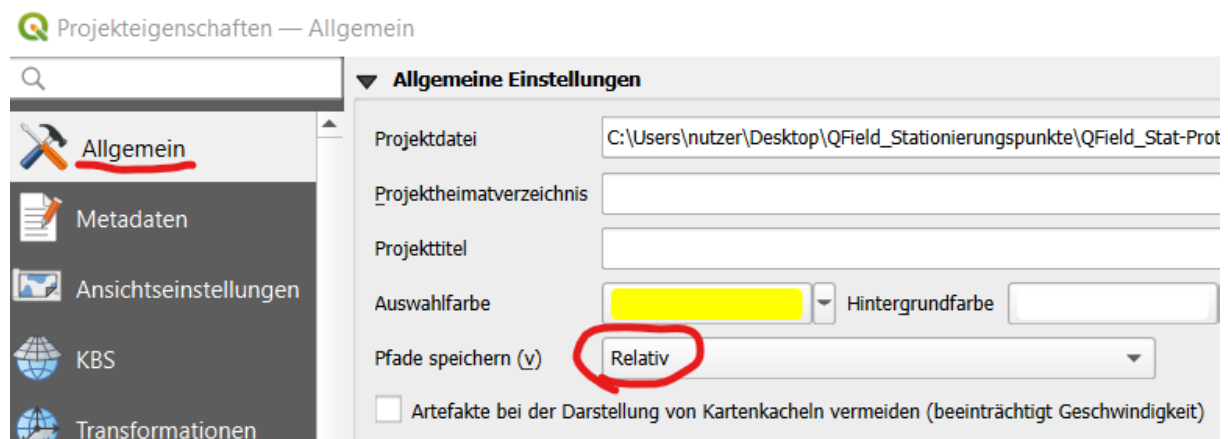 Projekteigenschaften — Allgemein
Allgemeine Einstellungen
Allgemein
Projektdatei C:\Users\nutzer\Desktop\QField_Stationierungspunkte\QField_Stat-Prot
Projektheimatverzeichnis
Metadaten
Projekttitel
Ansichtseinstellungen
Auswahlfarbe Hintergrundfarbe
KBS
Pfade speichern (v) Relativ
Artefakte bei der Darstellung von Kartenkacheln vermeiden (beeinträchtigt Geschwindigkeit)
Transformationen